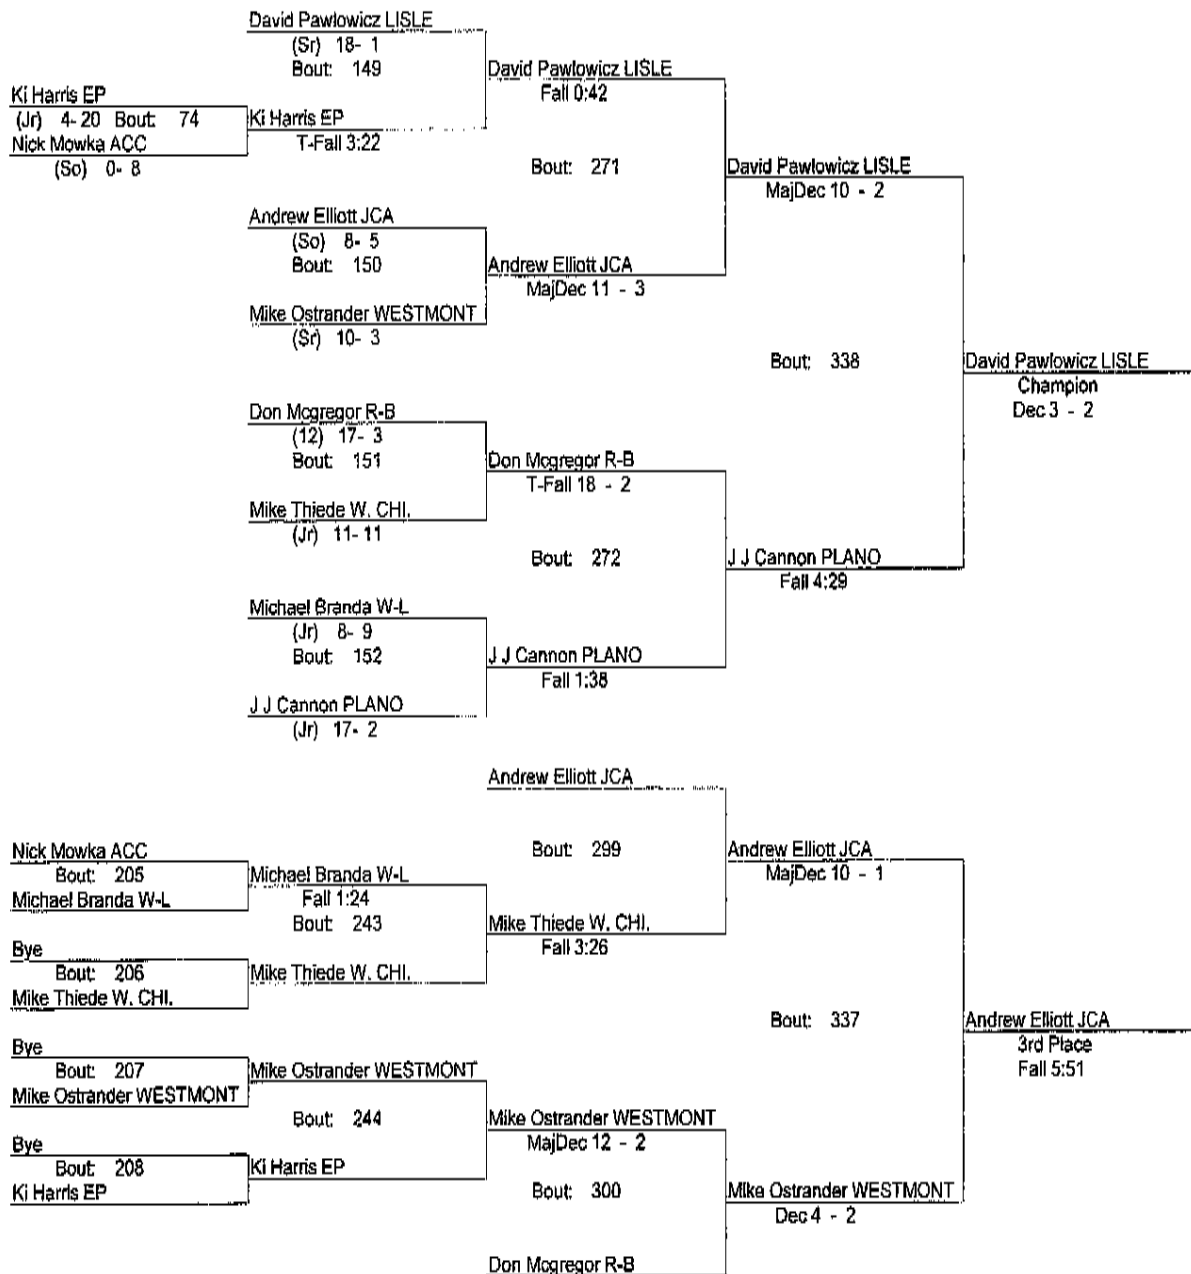 David Pawlowicz LISLE
(Sr) 18- 1
Bout: 149
David Pawlowicz LISLE
Fall 0:42
Ki Harris EP
(Jr) 4- 20 Bout: 74
Nick Mowka ACC
(So) 0- 8
Ki Harris EP
T-Fall 3:22
Bout: 271
David Pawlowicz LISLE
MajDec 10 - 2
Andrew Elliott JCA
(So) 8- 5
Bout: 150
Andrew Elliott JCA
MajDec 11 - 3
Mike Ostrander WESTMONT
(Sr) 10- 3
Bout: 338
David Pawlowicz LISLE
Champion
Dec 3 - 2
Don Mcgregor R-B
(12) 17- 3
Bout: 151
Don Mcgregor R-B
T-Fall 18 - 2
Mike Thiede W. CHI.
(Jr) 11- 11
Bout: 272
J J Cannon PLANO
Fall 4:29
Michael Branda W-L
(Jr) 8- 9
Bout: 152
J J Cannon PLANO
Fall 1:38
J J Cannon PLANO
(Jr) 17- 2
Andrew Elliott JCA
Nick Mowka ACC
Bout: 205
Michael Branda W-L
Michael Branda W-L
Fall 1:24
Bout: 243
Bout: 299
Andrew Elliott JCA
MajDec 10 - 1
Mike Thiede W. CHI.
Fall 3:26
Bye
Bout: 206
Mike Thiede W. CHI.
Mike Thiede W. CHI.
Bout: 337
Andrew Elliott JCA
3rd Place
Fall 5:51
Bye
Bout: 207
Mike Ostrander WESTMONT
Mike Ostrander WESTMONT
Bout: 244
Mike Ostrander WESTMONT
MajDec 12 - 2
Bye
Bout: 208
Ki Harris EP
Ki Harris EP
Bout: 300
Mike Ostrander WESTMONT
Dec 4 - 2
Don Mcgregor R-B